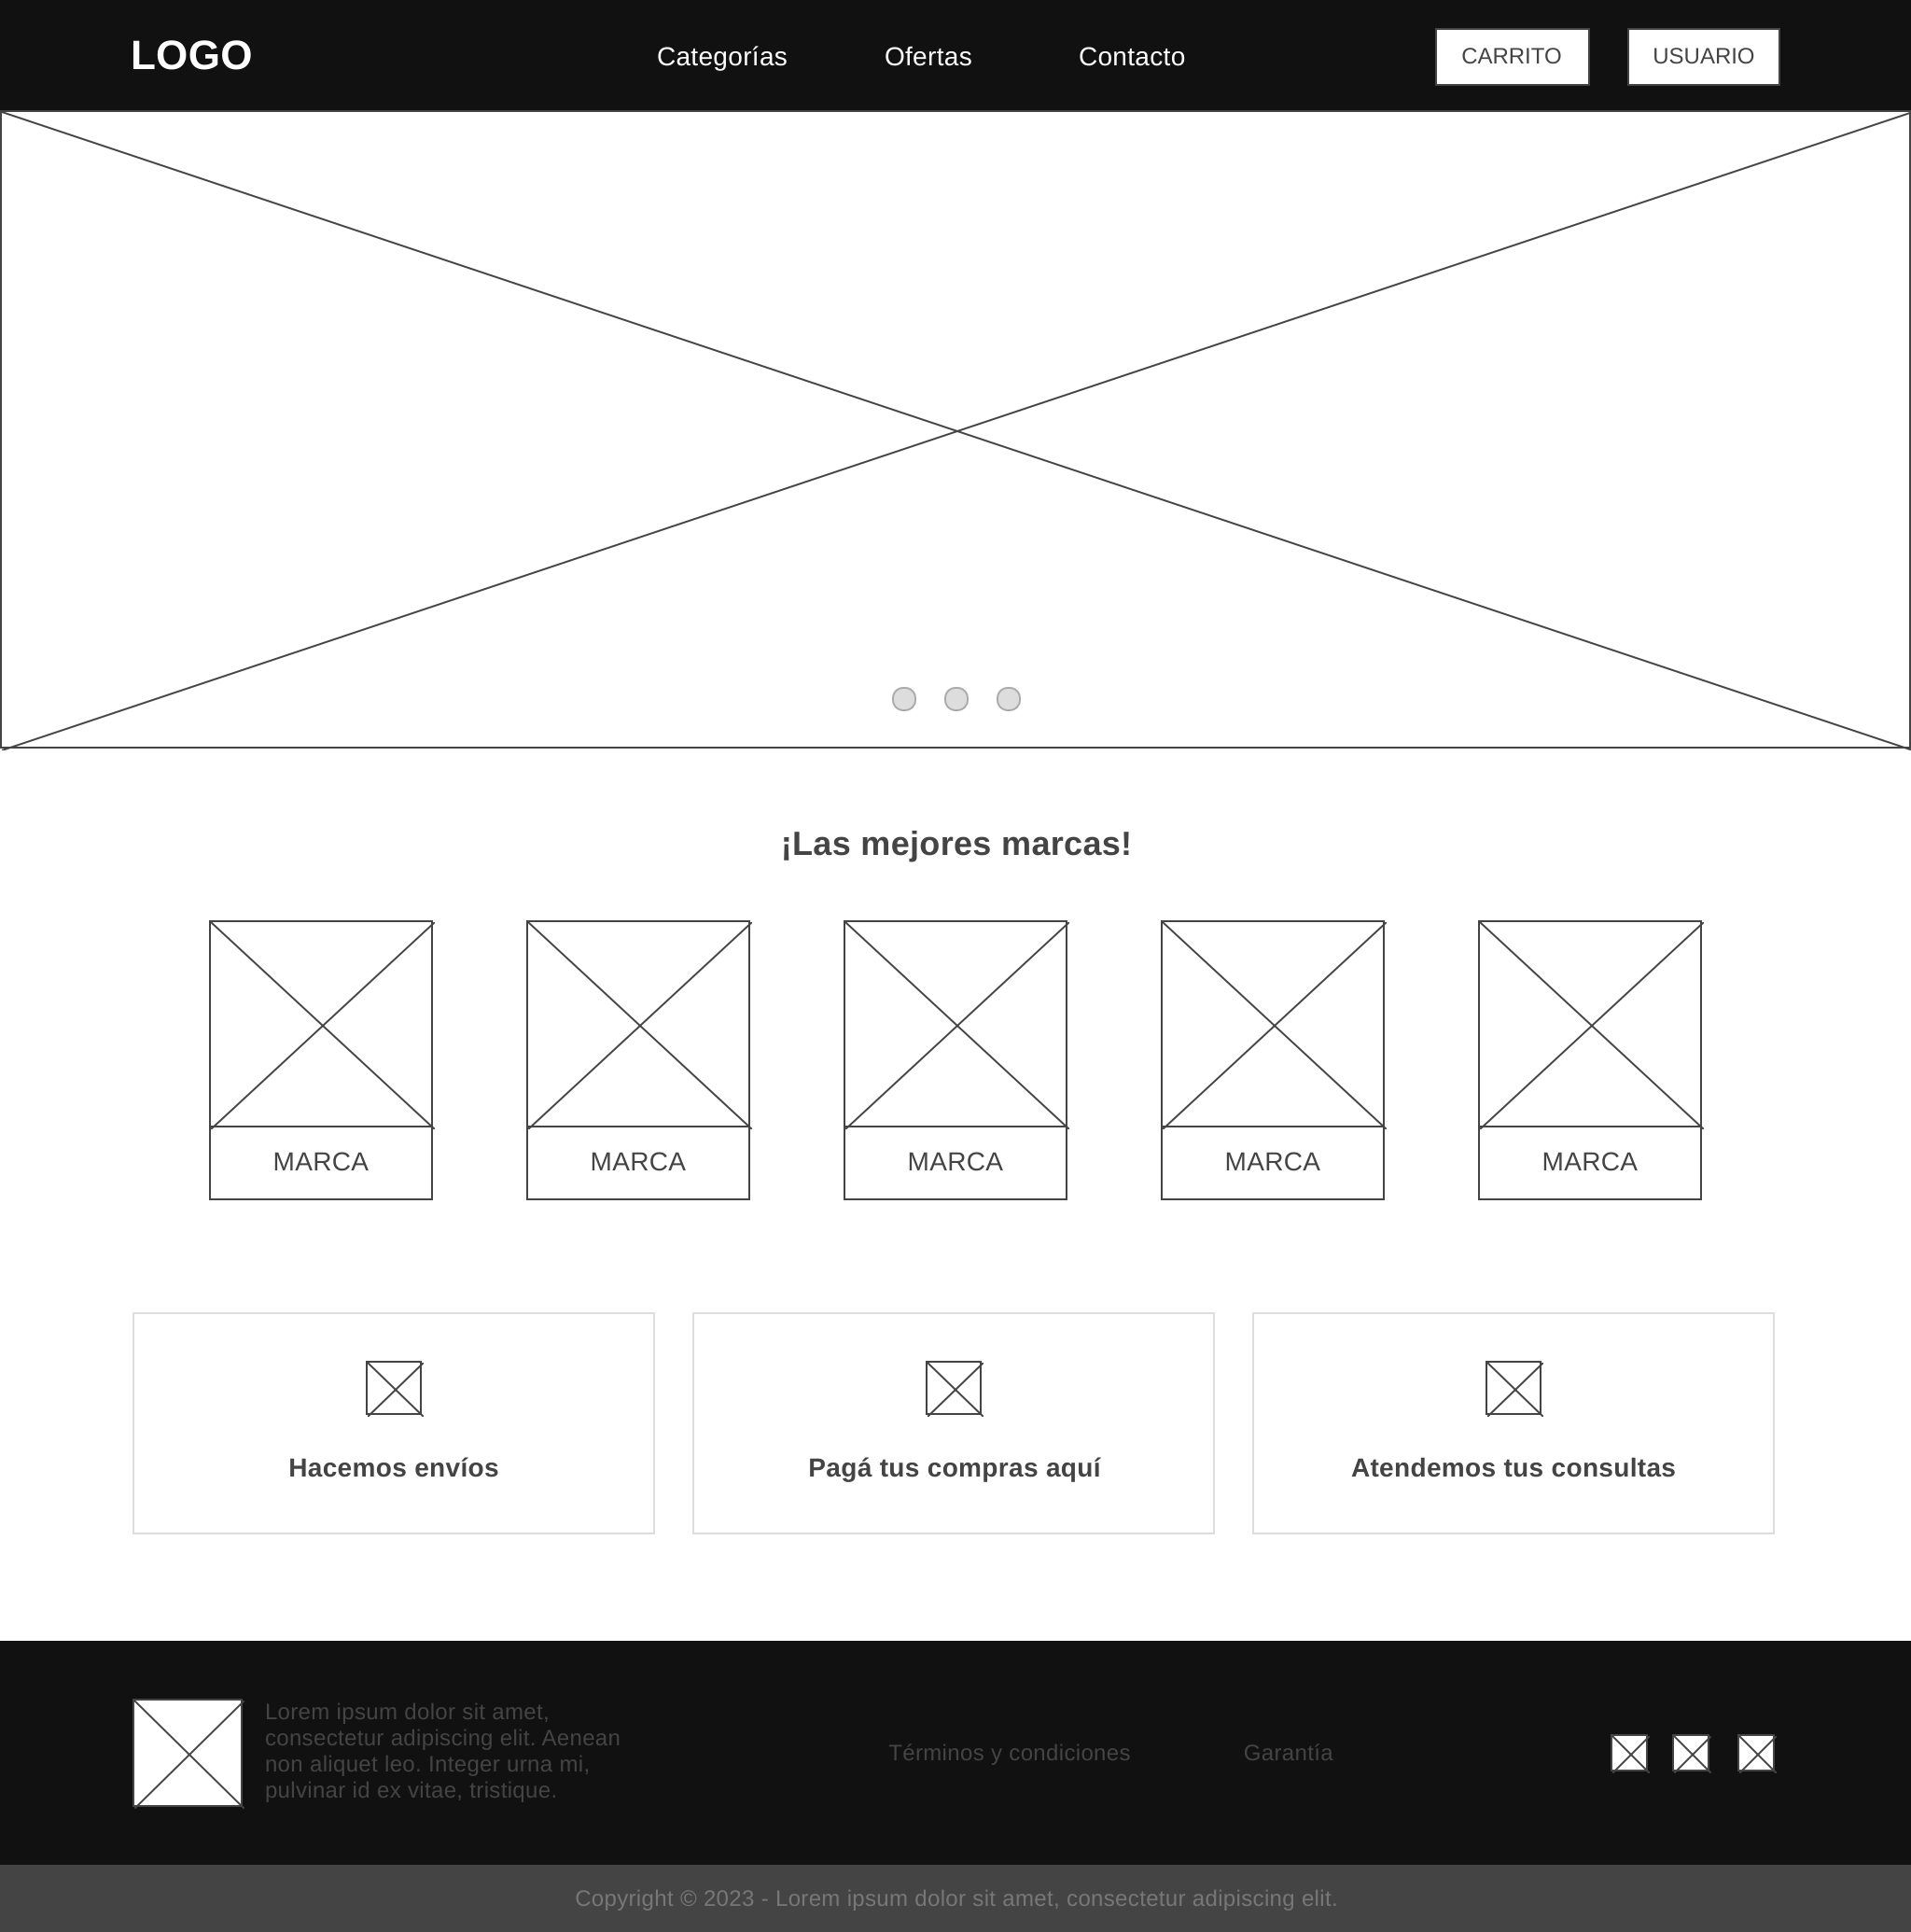 LOGO
Categorías
Ofertas
Contacto
CARRITO
USUARIO
¡Las mejores marcas!
MARCA
MARCA
MARCA
MARCA
MARCA
Hacemos envíos
Pagá tus compras aquí
Atendemos tus consultas
Lorem ipsum dolor sit amet,
consectetur adipiscing elit. Aenean
non aliquet leo. Integer urna mi,
pulvinar id ex vitae, tristique.
Términos y condiciones
Garantía
Copyright © 2023 - Lorem ipsum dolor sit amet, consectetur adipiscing elit.